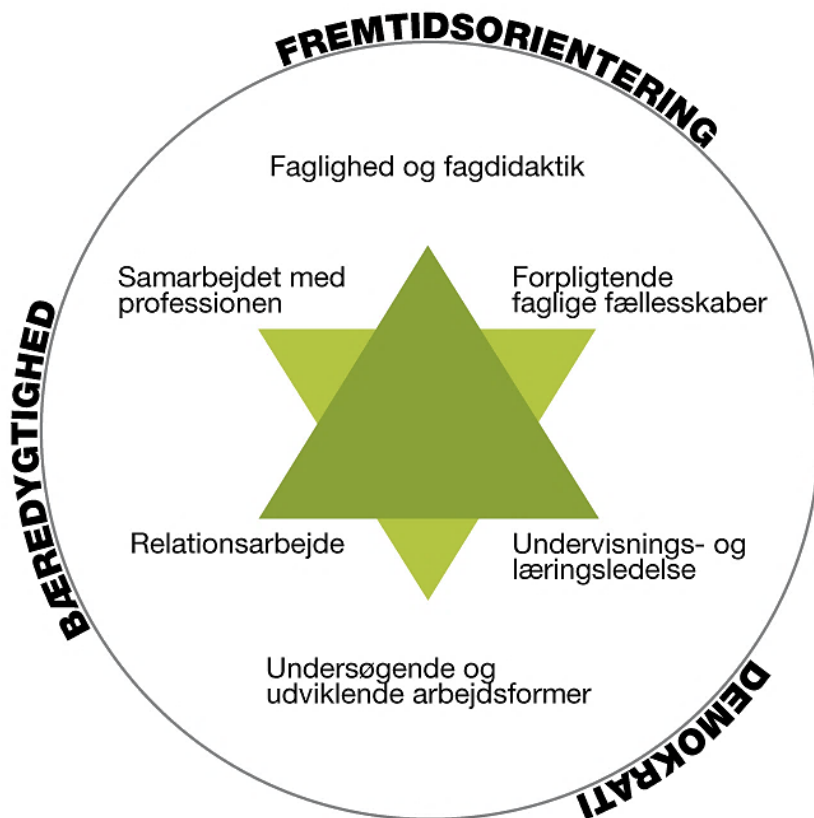 FREMTIDSORIENTERING
Faglighed og fagdidaktik
Samarbejdet med
professionen
Forpligtende
faglige fællesskaber
BÆREDYGTIGHED
Relationsarbejde
Undervisnings- og
læringsledelse
Undersøgende og
udviklende arbejdsformer
DEMOKRATI